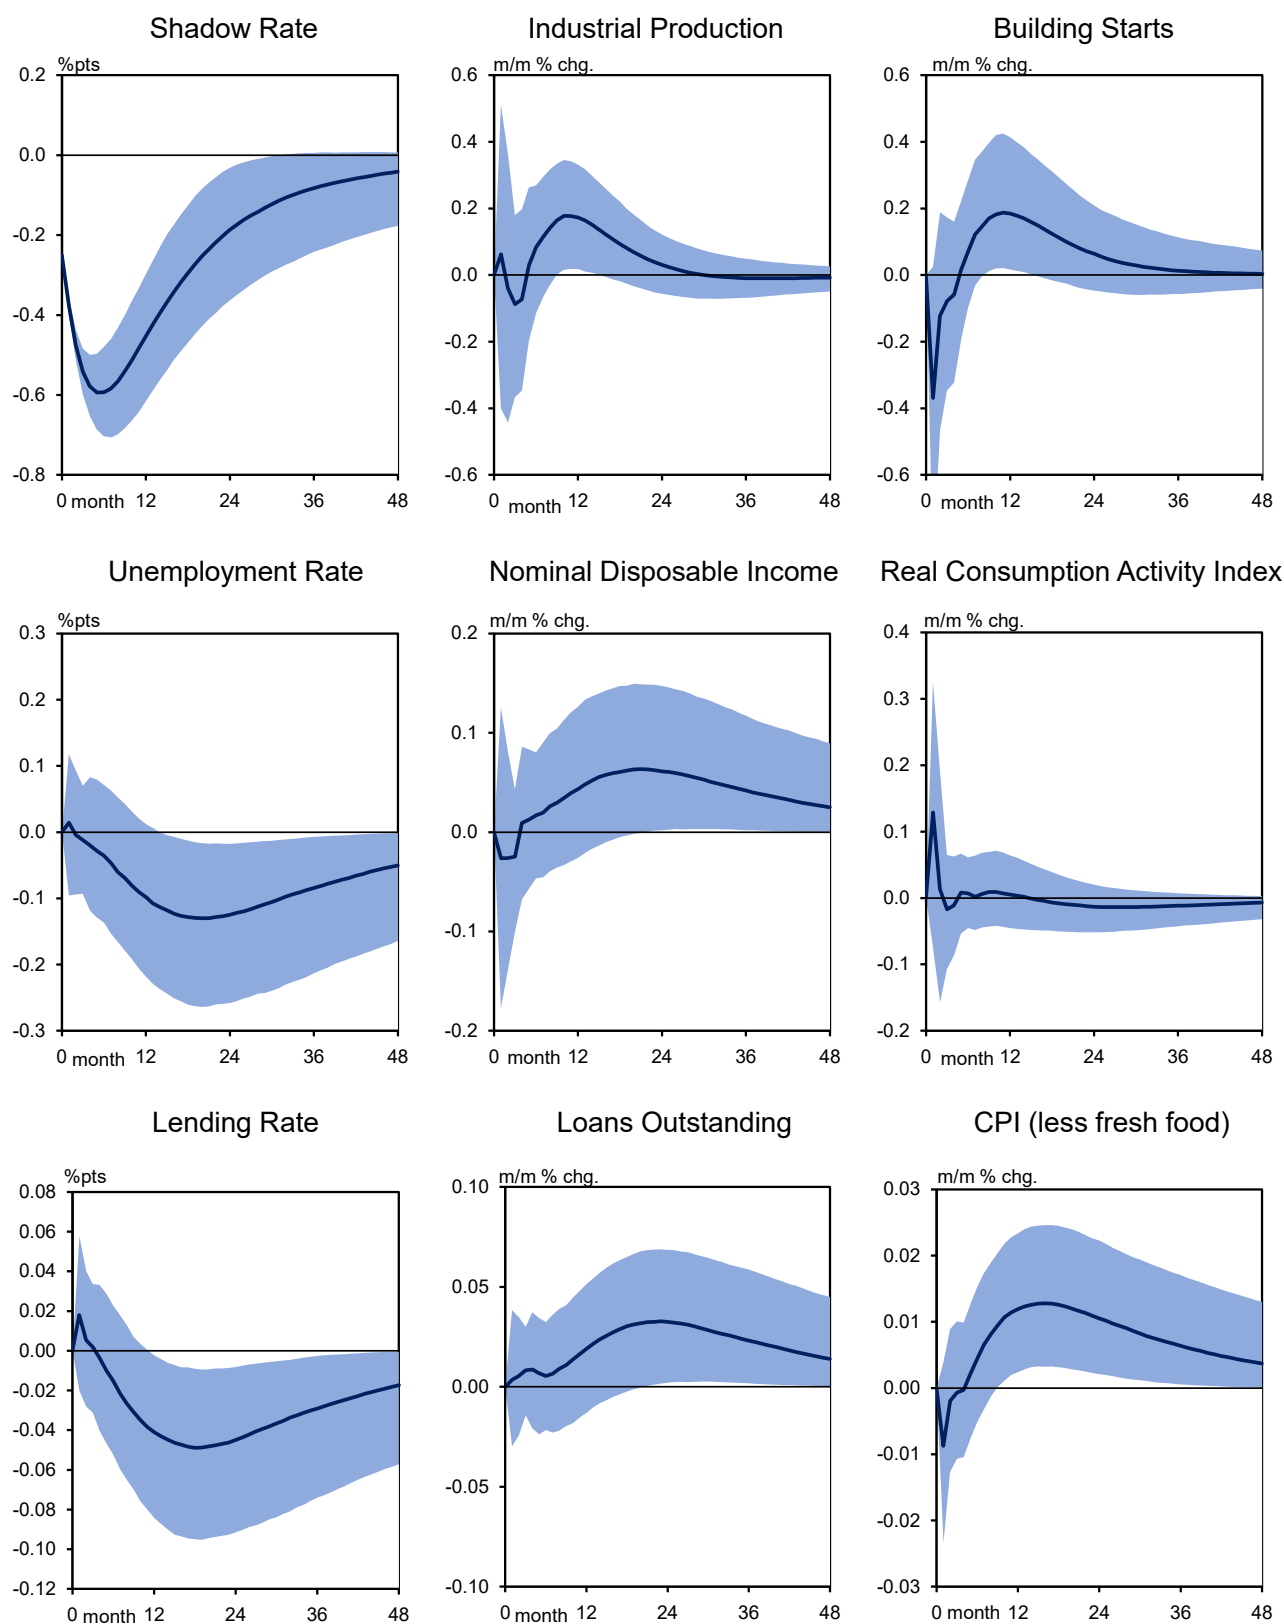 Shadow Rate
%pts
0.2
0.0
-0.2
-0.4
-0.6
-0.8
0 month 12 24 36 48
Industrial Production
m/m % chg.
0.6
0.4
0.2
0.0
-0.2
-0.4
-0.6
0 month 12 24 36 48
Building Starts
m/m % chg.
0.6
0.4
0.2
0.0
-0.2
-0.4
-0.6
0 month 12 24 36 48
Unemployment Rate
%pts
0.3
0.2
0.1
0.0
-0.1
-0.2
-0.3
0 month 12 24 36 48
Nominal Disposable Income
m/m % chg.
0.2
0.1
0.0
-0.1
-0.2
0 month 12 24 36 48
Real Consumption Activity Index
m/m % chg.
0.4
0.3
0.2
0.1
0.0
-0.1
-0.2
0 month 12 24 36 48
Lending Rate
%pts
0.08
0.06
0.04
0.02
0.00
-0.02
-0.04
-0.06
-0.08
-0.10
-0.12
0 month 12 24 36 48
Loans Outstanding
m/m % chg.
0.10
0.05
0.00
-0.05
-0.10
0 month 12 24 36 48
CPI (less fresh food)
m/m % chg.
0.03
0.02
0.01
0.00
-0.01
-0.02
-0.03
0 month 12 24 36 48